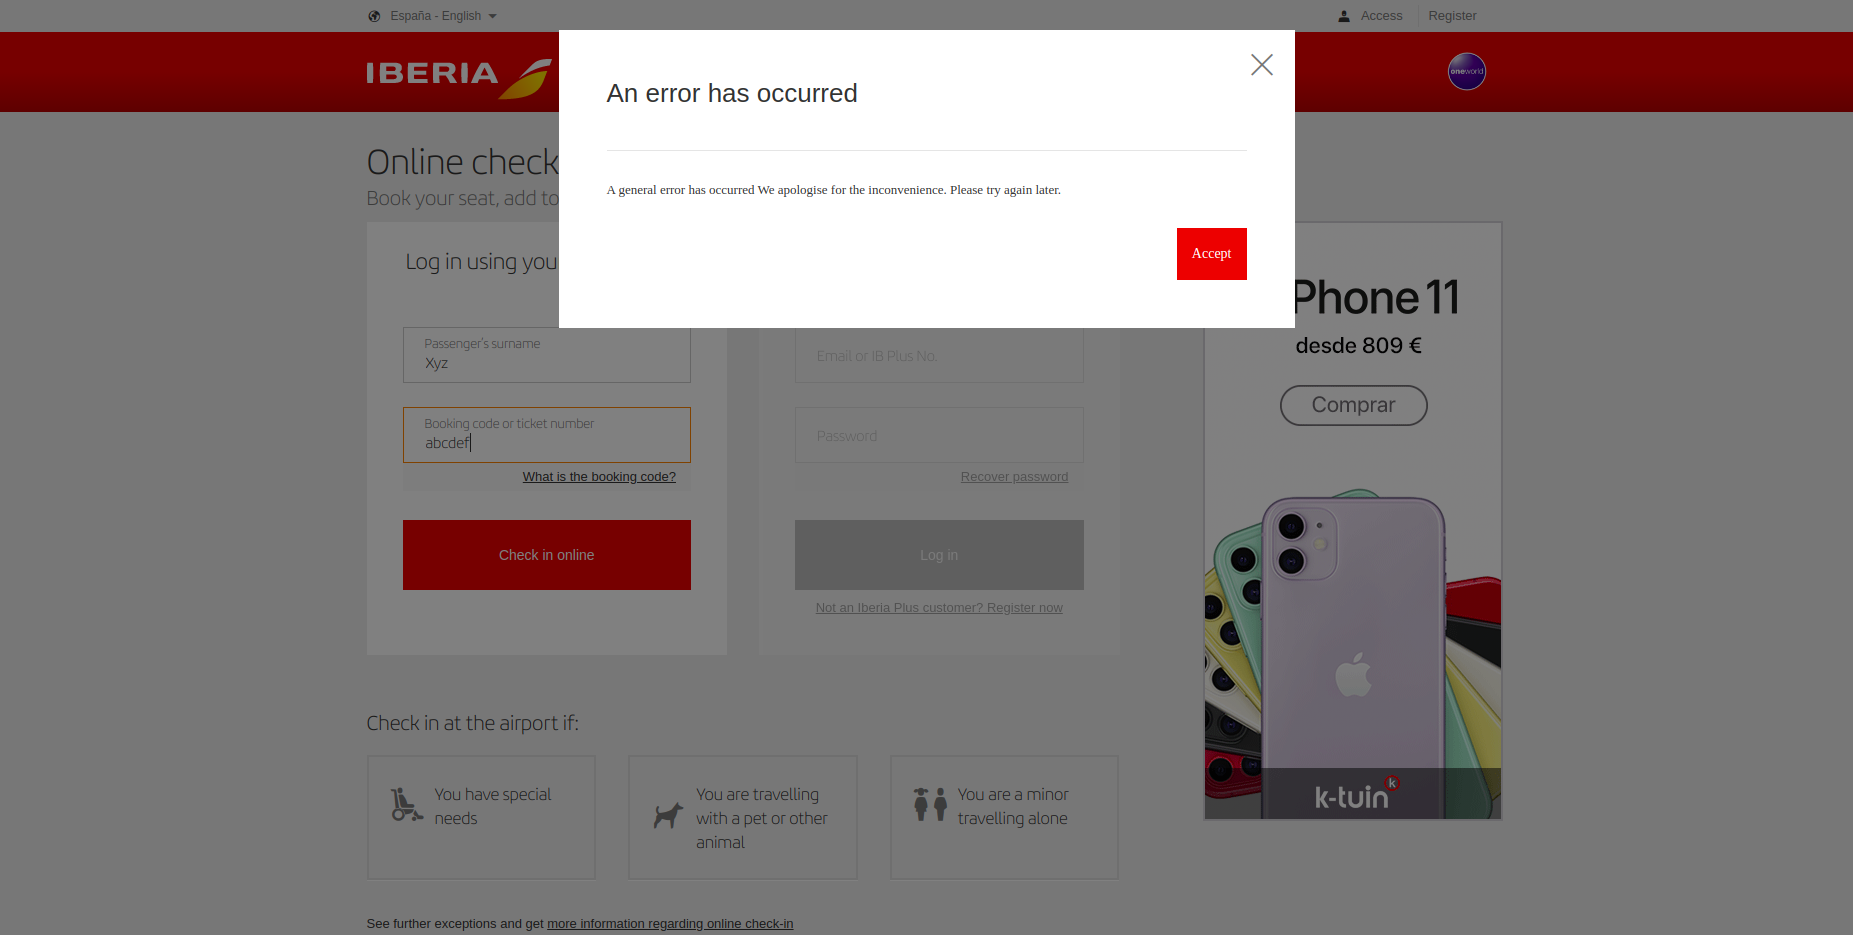 España - English
Access
Register
IBERIA
oneworld
An error has occurred
A general error has occurred We apologise for the inconvenience. Please try again later.
Accept
Online check
Book your seat, add to
Log in using you
Passenger's surname
Xyz
Booking code or ticket number
abcdef
What is the booking code?
Check in online
Email or IB Plus No.
Password
Recover password
Log in
Not an Iberia Plus customer? Register now
Phone 11
desde 809 €
Comprar
k-tuin
k
Check in at the airport if:
You have special
needs
You are travelling
with a pet or other
animal
You are a minor
travelling alone
See further exceptions and get more information regarding online check-in